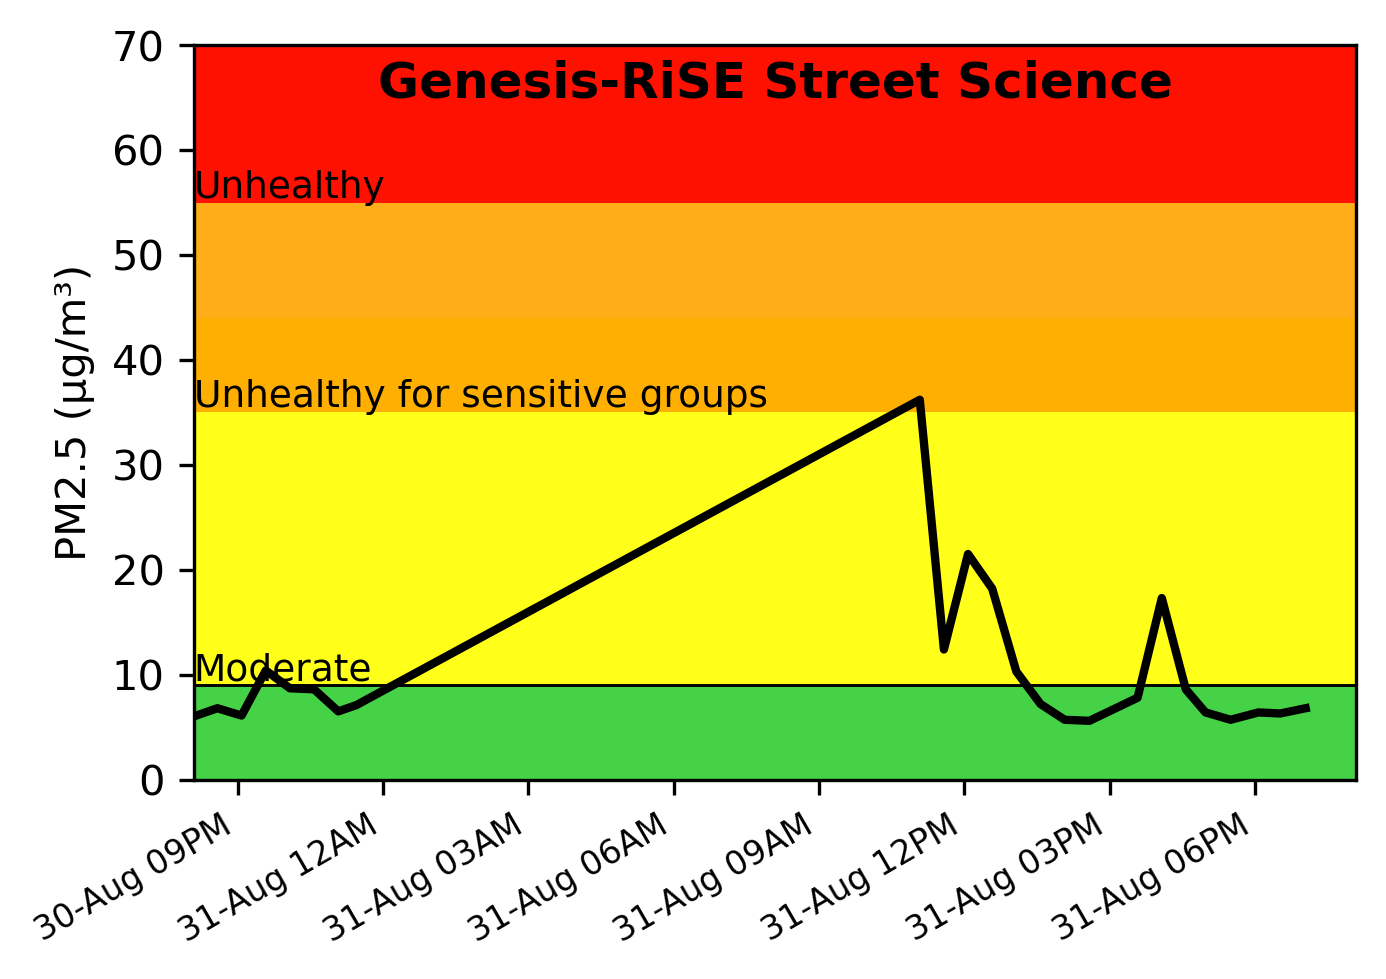 Genesis-RiSE Street Science
70
60
50
40
30
20
10
0
PM2.5 (μg/m³)
Unhealthy
Unhealthy for sensitive groups
Moderate
30-Aug 09PM
31-Aug 12AM
31-Aug 03AM
31-Aug 06AM
31-Aug 09AM
31-Aug 12PM
31-Aug 03PM
31-Aug 06PM